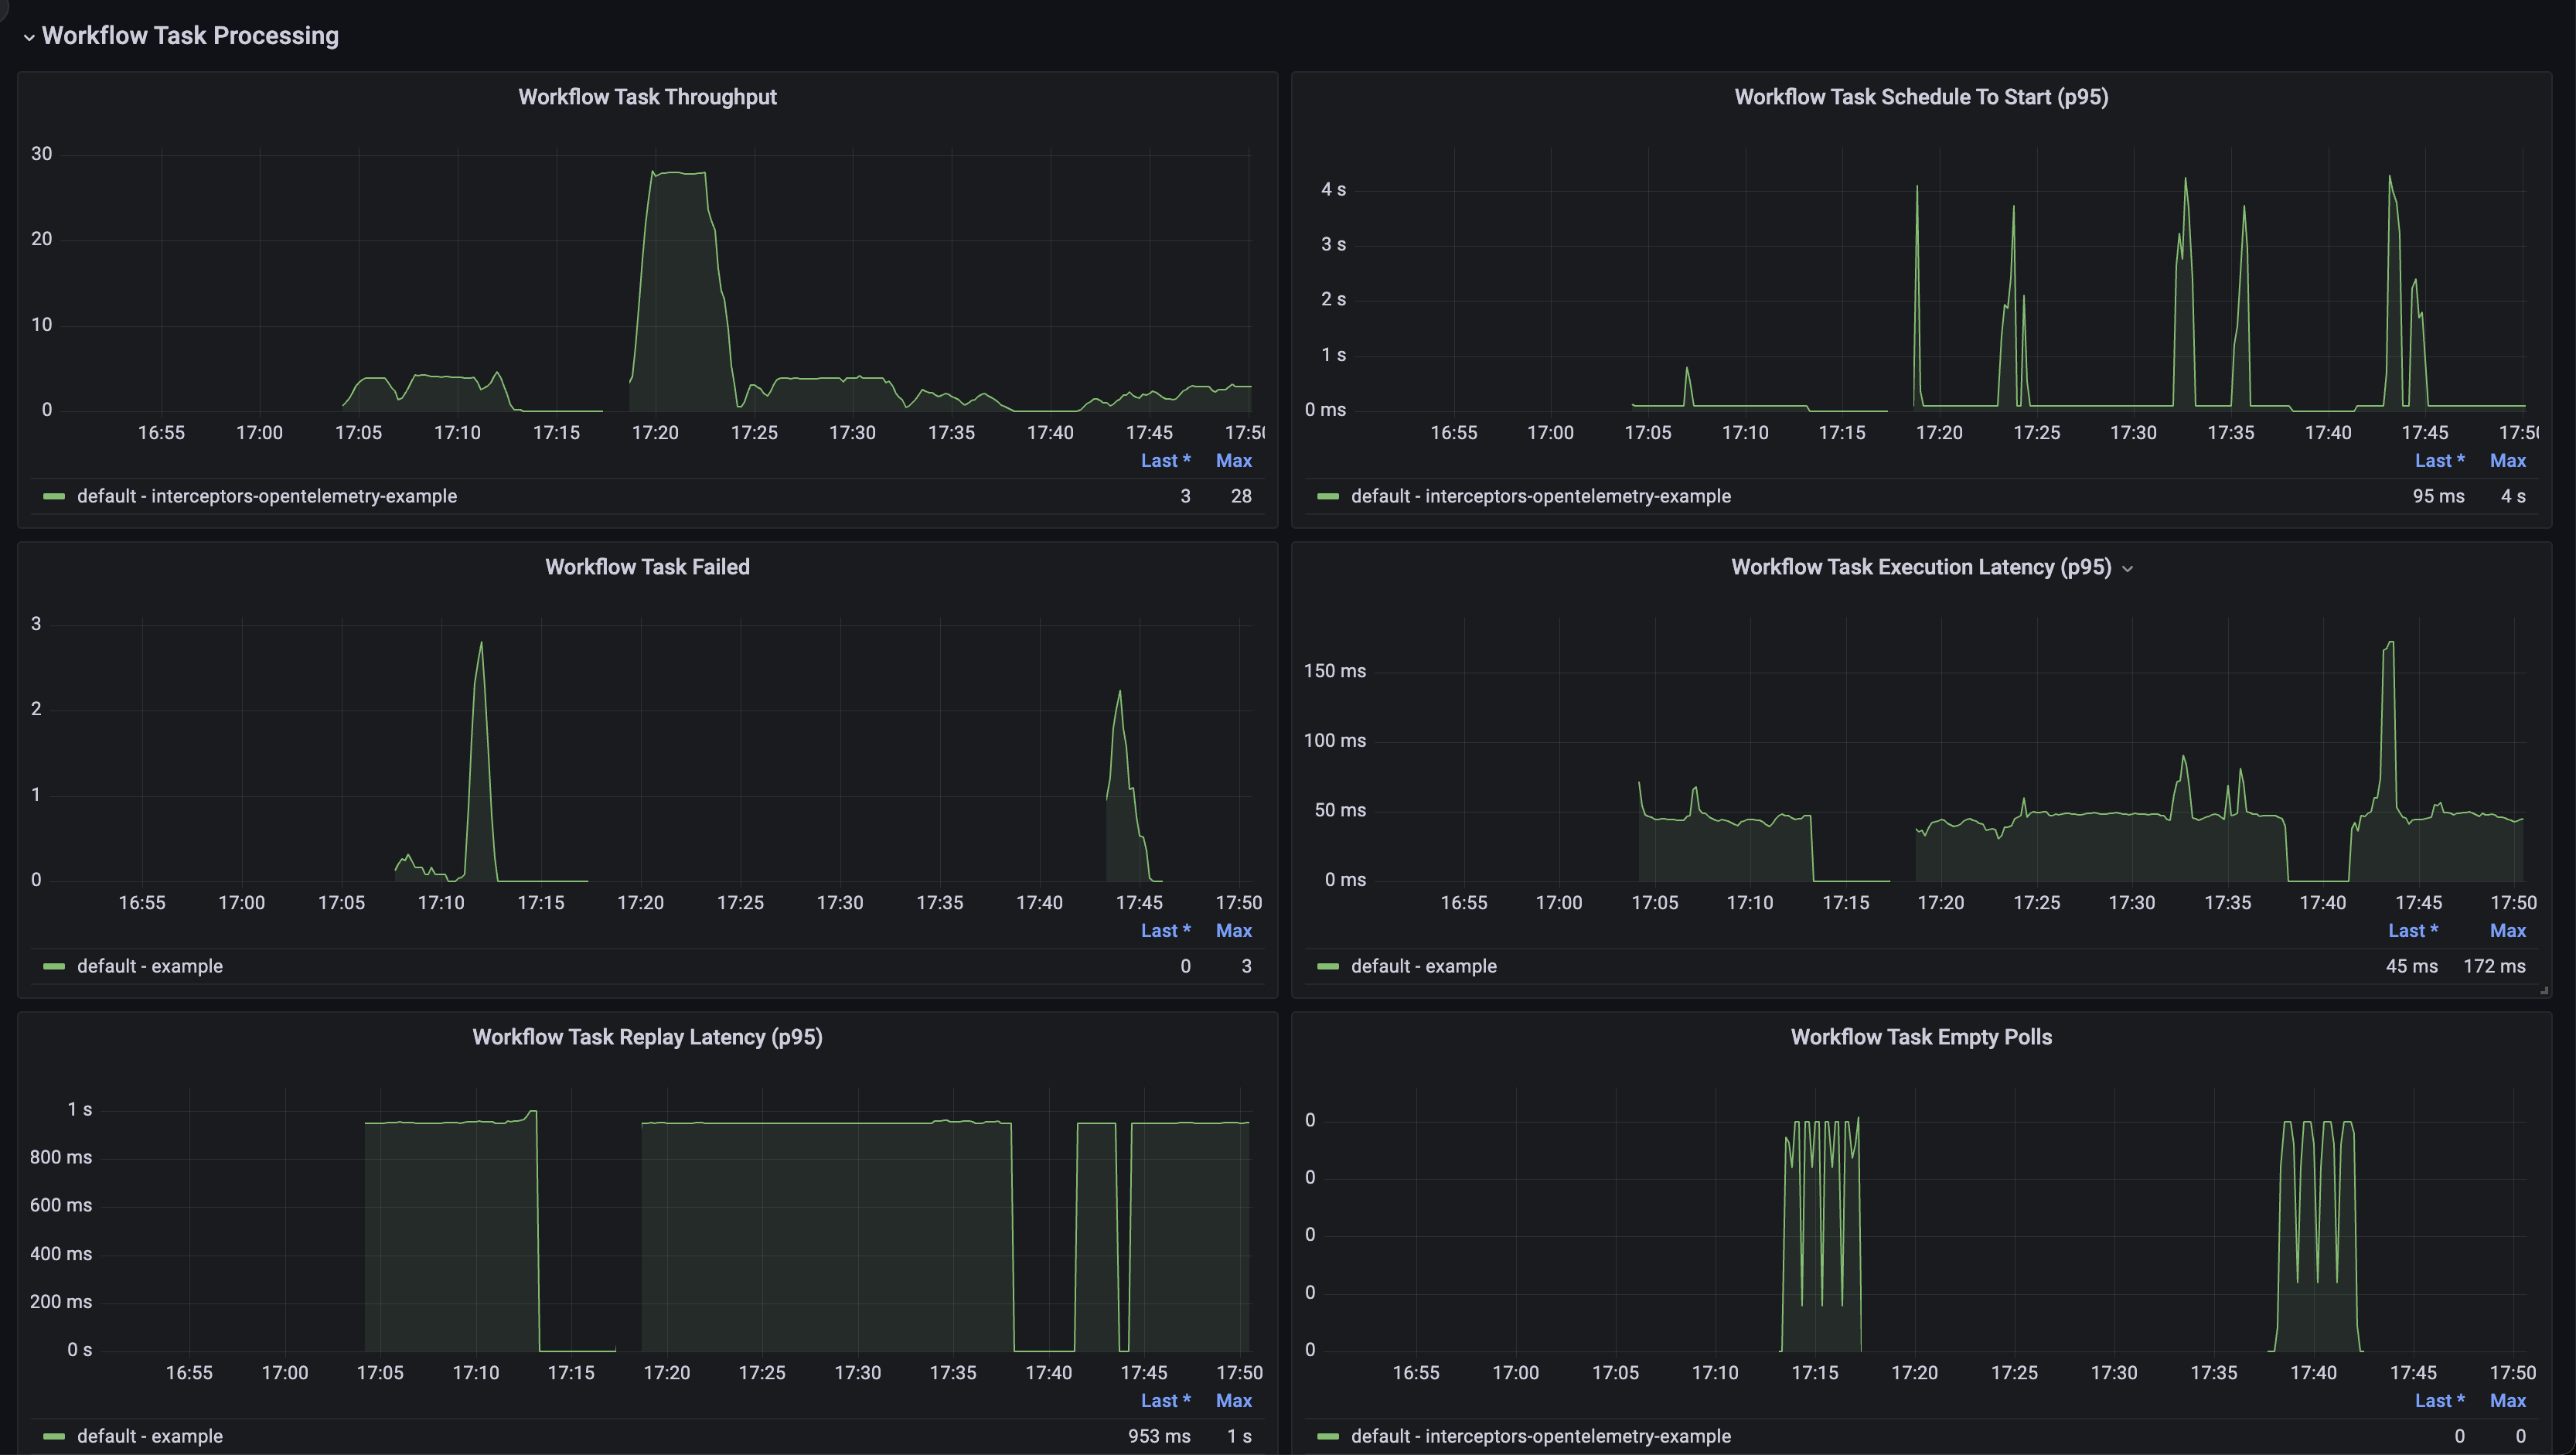 Workflow Task Processing
Workflow Task Throughput
30
20
10
0
16:55 17:00 17:05 17:10 17:15 17:20 17:25 17:30 17:35 17:40 17:45 17:50
Last * Max
default - interceptors-opentelemetry-example 3 28
Workflow Task Schedule To Start (p95)
4 s
3 s
2 s
1 s
0 ms
16:55 17:00 17:05 17:10 17:15 17:20 17:25 17:30 17:35 17:40 17:45 17:50
Last * Max
default - interceptors-opentelemetry-example 95 ms 4 s
Workflow Task Failed
3
2
1
0
16:55 17:00 17:05 17:10 17:15 17:20 17:25 17:30 17:35 17:40 17:45 17:50
Last * Max
default - example 0 3
Workflow Task Execution Latency (p95)
150 ms
100 ms
50 ms
0 ms
16:55 17:00 17:05 17:10 17:15 17:20 17:25 17:30 17:35 17:40 17:45 17:50
Last * Max
default - example 45 ms 172 ms
Workflow Task Replay Latency (p95)
1 s
800 ms
600 ms
400 ms
200 ms
0 s
16:55 17:00 17:05 17:10 17:15 17:20 17:25 17:30 17:35 17:40 17:45 17:50
Last * Max
default - example 953 ms 1 s
Workflow Task Empty Polls
0
0
0
0
0
16:55 17:00 17:05 17:10 17:15 17:20 17:25 17:30 17:35 17:40 17:45 17:50
Last * Max
default - interceptors-opentelemetry-example 0 0